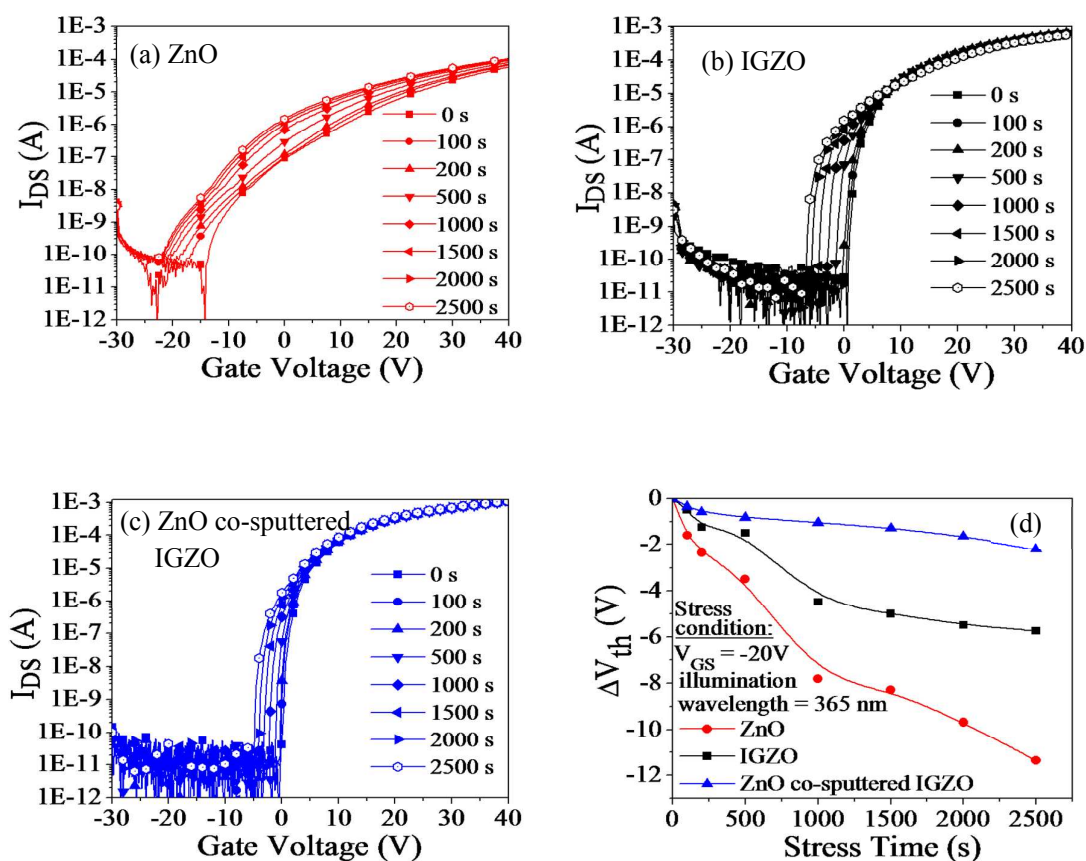 (a) ZnO
1E-3
1E-4
1E-5
1E-6
1E-7
1E-8
1E-9
1E-10
1E-11
1E-12
I_DS (A)
0 s
100 s
200 s
500 s
1000 s
1500 s
2000 s
2500 s
-30 -20 -10 0 10 20 30 40
Gate Voltage (V)
(b) IGZO
1E-3
1E-4
1E-5
1E-6
1E-7
1E-8
1E-9
1E-10
1E-11
1E-12
I_DS (A)
0 s
100 s
200 s
500 s
1000 s
1500 s
2000 s
2500 s
-30 -20 -10 0 10 20 30 40
Gate Voltage (V)
(c) ZnO co-sputtered
IGZO
1E-3
1E-4
1E-5
1E-6
1E-7
1E-8
1E-9
1E-10
1E-11
1E-12
I_DS (A)
0 s
100 s
200 s
500 s
1000 s
1500 s
2000 s
2500 s
-30 -20 -10 0 10 20 30 40
Gate Voltage (V)
(d)
0
-2
-4
-6
-8
-10
-12
ΔV_th (V)
Stress
condition:
V_GS = -20V
illumination
wavelength = 365 nm
ZnO
IGZO
ZnO co-sputtered IGZO
0 500 1000 1500 2000 2500
Stress Time (s)